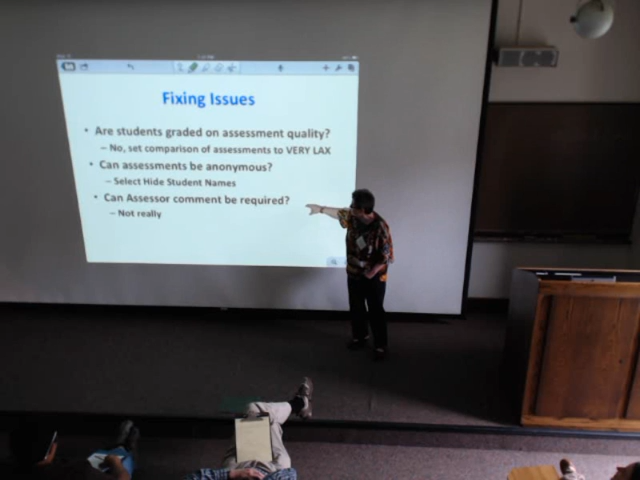 Fixing Issues
• Are students graded on assessment quality?
– No, set comparison of assessments to VERY LAX
• Can assessments be anonymous?
– Select Hide Student Names
• Can Assessor comment be required?
– Not really